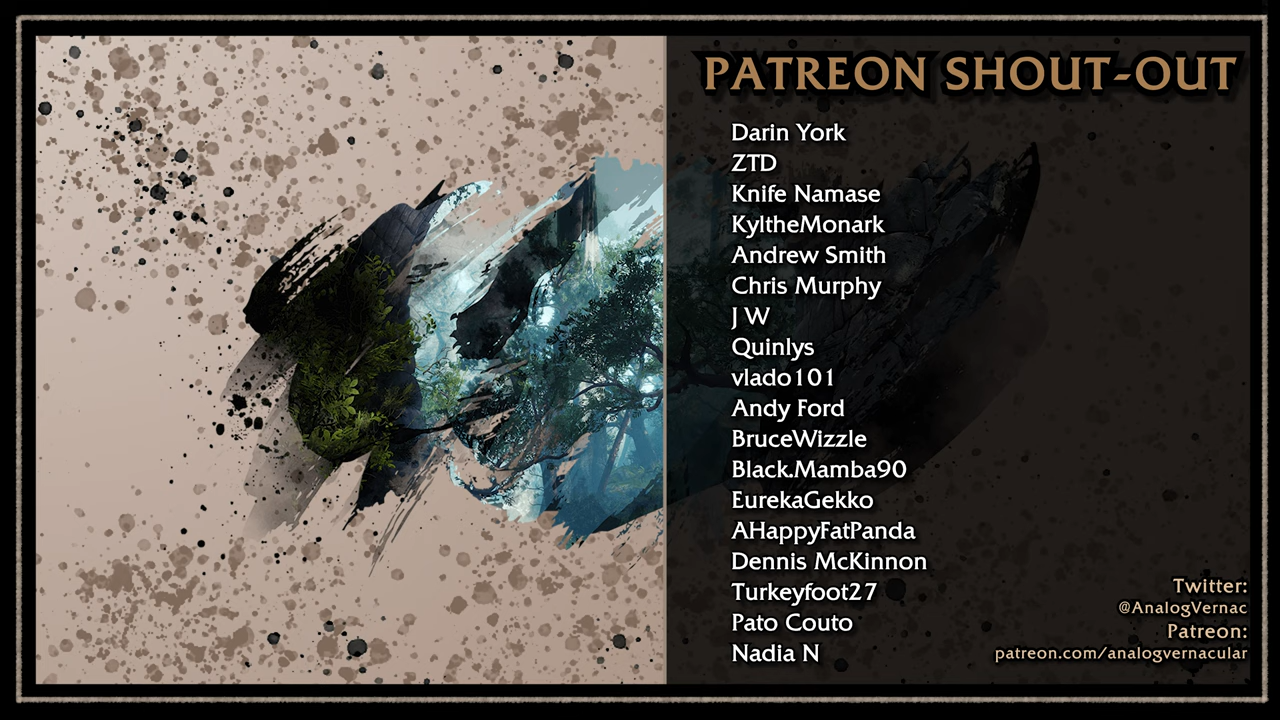 PATREON SHOUT-OUT
Darin York
ZTD
Knife Namase
KyltheMonark
Andrew Smith
Chris Murphy
J W
Quinlys
vlado101
Andy Ford
BruceWizzle
Black.Mamba90
EurekaGekko
AHappyFatPanda
Dennis McKinnon
Turkeyfoot27
Pato Couto
Nadia N
Twitter:
@AnalogVernac
Patreon:
patreon.com/analogvernacular